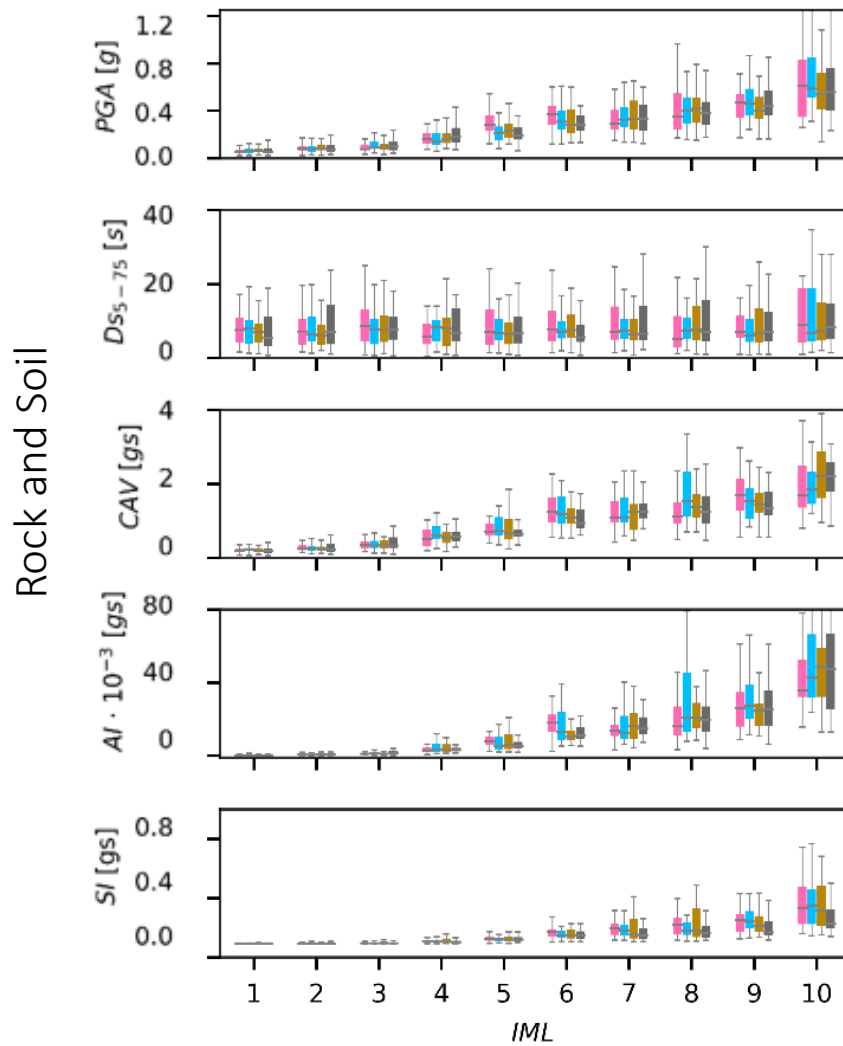 Rock and Soil
PGA [g]
1.2
0.8
0.4
0.0
Ds₅₋₇₅ [s]
40
20
0
CAV [gs]
4
2
0
AI · 10⁻³ [gs]
80
40
0
SI [gs]
0.8
0.4
0.0
1 2 3 4 5 6 7 8 9 10
IML